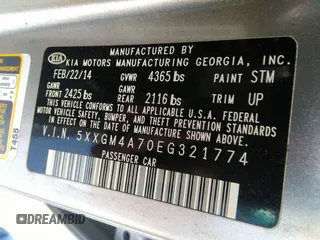 KIA
MANUFACTURED BY
KIA MOTORS MANUFACTURING GEORGIA, INC.
FEB/22/14 GVWR 4365 lbs PAINT STM
GAWR GAWR
FRONT 2425 lbs REAR 2116 lbs TRIM UP
THIS VEHICLE CONFORMS TO ALL APPLICABLE FEDERAL MOTOR
VEHICLE SAFETY, BUMPER, AND THEFT PREVENTION STANDARDS
IN EFFECT ON THE DATE OF MANUFACTURE SHOWN ABOVE.
V.I.N. 5XXGM4A70EG321774
PASSENGER CAR
7455
DREAMBID